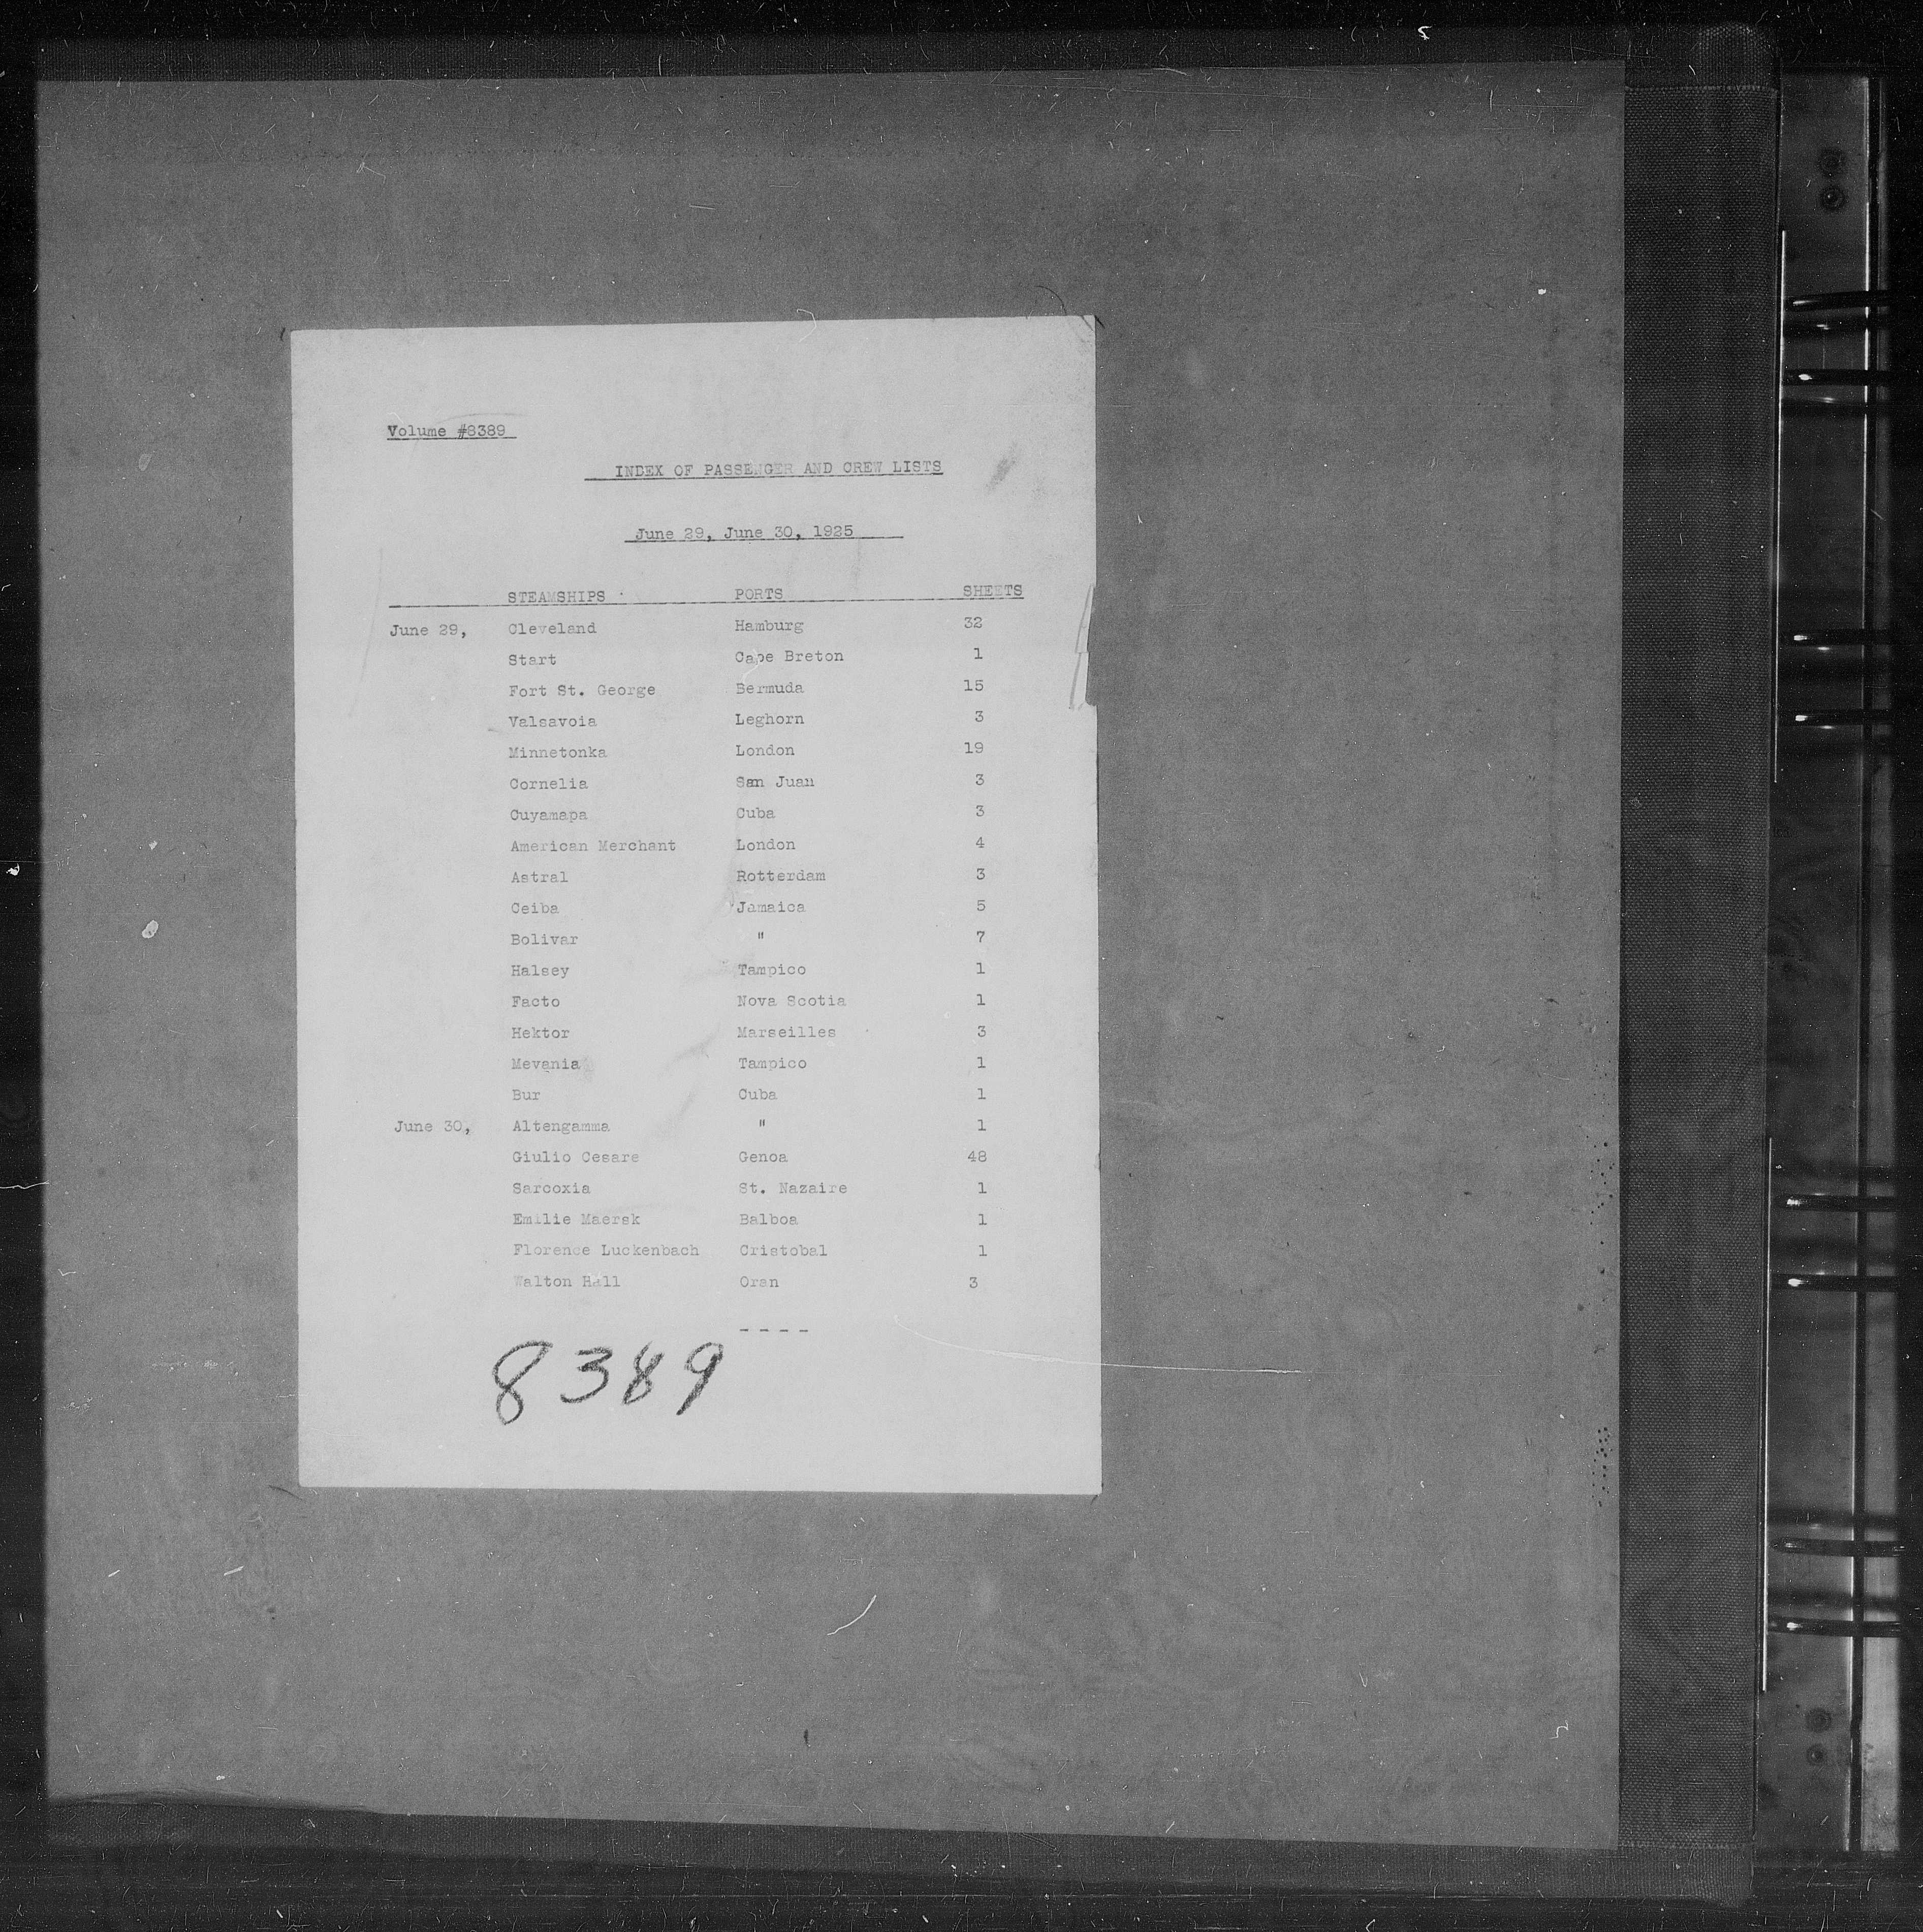 Volume #8389
INDEX OF PASSENGER AND CREW LISTS
June 29, June 30, 1925
STEAMSHIPS PORTS SHEETS
June 29, Cleveland Hamburg 32
Start Cape Breton 1
Fort St. George Bermuda 15
Valsavoia Leghorn 3
Minnetonka London 19
Cornelia San Juan 3
Cuyamapa Cuba 3
American Merchant London 4
Astral Rotterdam 3
Ceiba Jamaica 5
Bolivar " 7
Halsey Tampico 1
Facto Nova Scotia 1
Hektor Marseilles 3
Mevania Tampico 1
Bur Cuba 1
June 30, Altengamma " 1
Giulio Cesare Genoa 48
Sarcoxia St. Nazaire 1
Emilie Maersk Balboa 1
Florence Luckenbach Cristobal 1
Walton Hall Oran 3
- - - -
8389